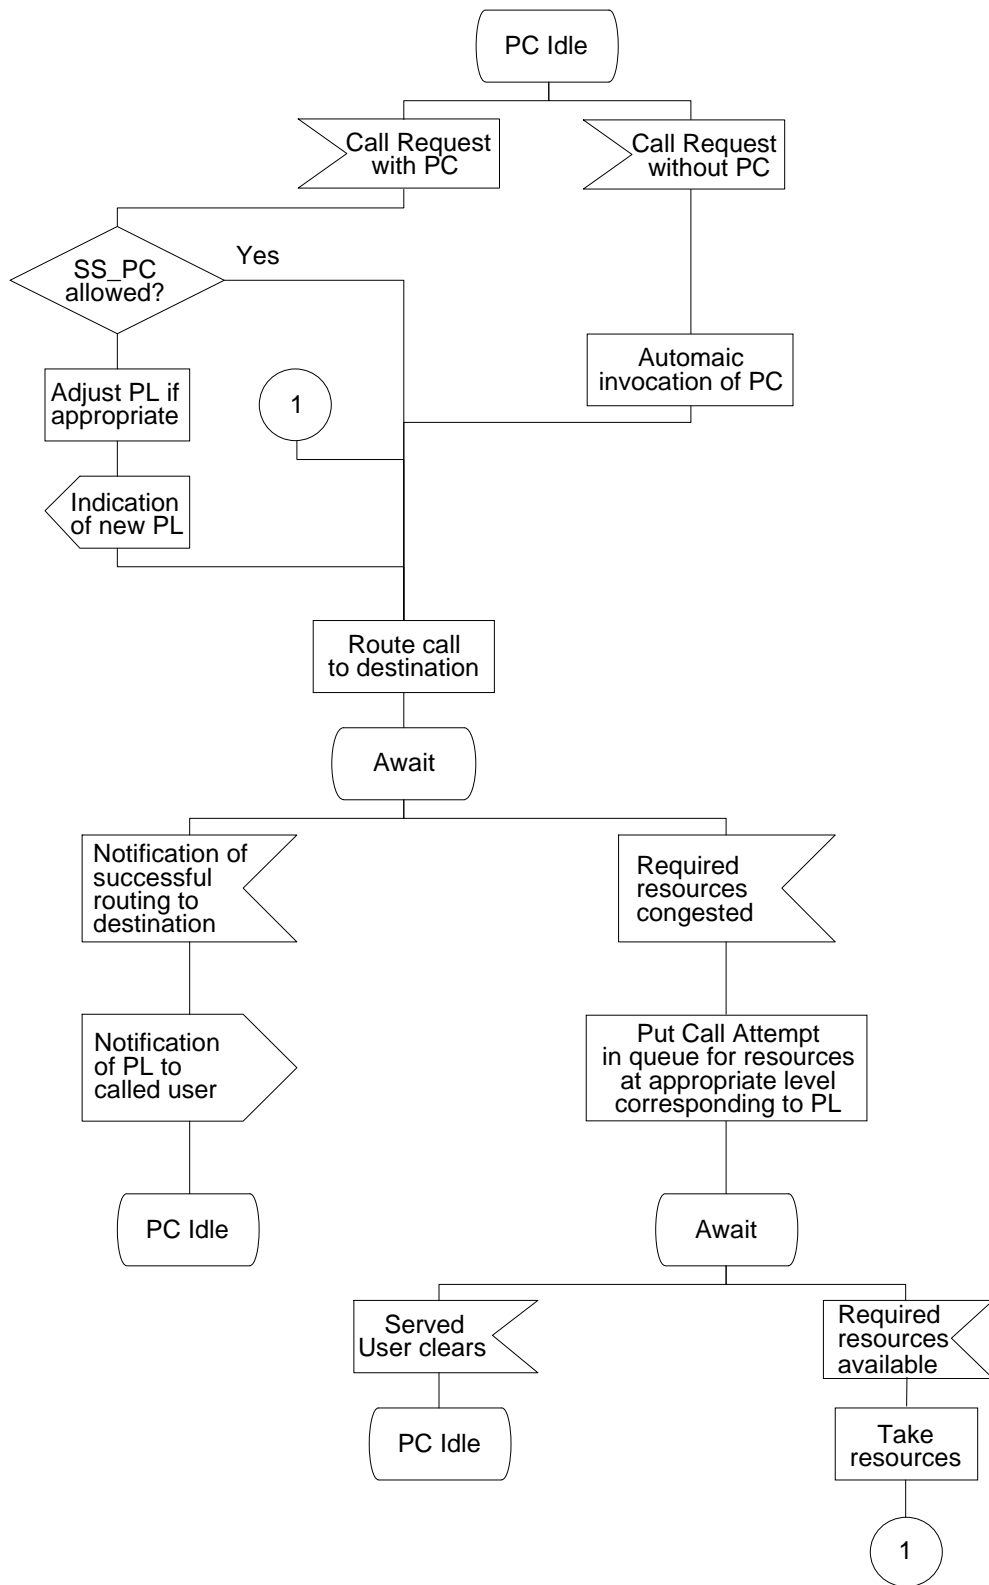 PC Idle
Call Request
with PC
Call Request
without PC
SS_PC
allowed?
Yes
Automaic
invocation of PC
Adjust PL if
appropriate
1
Indication
of new PL
Route call
to destination
Await
Notification of
successful
routing to
destination
Required
resources
congested
Notification
of PL to
called user
Put Call Attempt
in queue for resources
at appropriate level
corresponding to PL
PC Idle
Await
Served
User clears
Required
resources
available
PC Idle
Take
resources
1